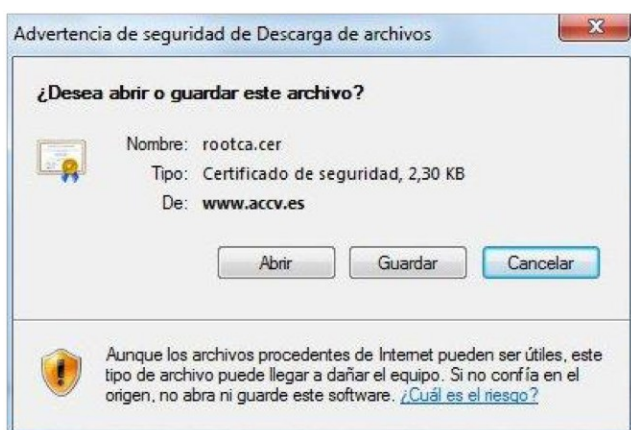 Advertencia de seguridad de Descarga de archivos
¿Desea abrir o guardar este archivo?
Nombre: rootca.cer
Tipo: Certificado de seguridad, 2,30 KB
De: www.accv.es
Abrir Guardar Cancelar
Aunque los archivos procedentes de Internet pueden ser útiles, este
tipo de archivo puede llegar a dañar el equipo. Si no confía en el
origen, no abra ni guarde este software. ¿Cuál es el riesgo?